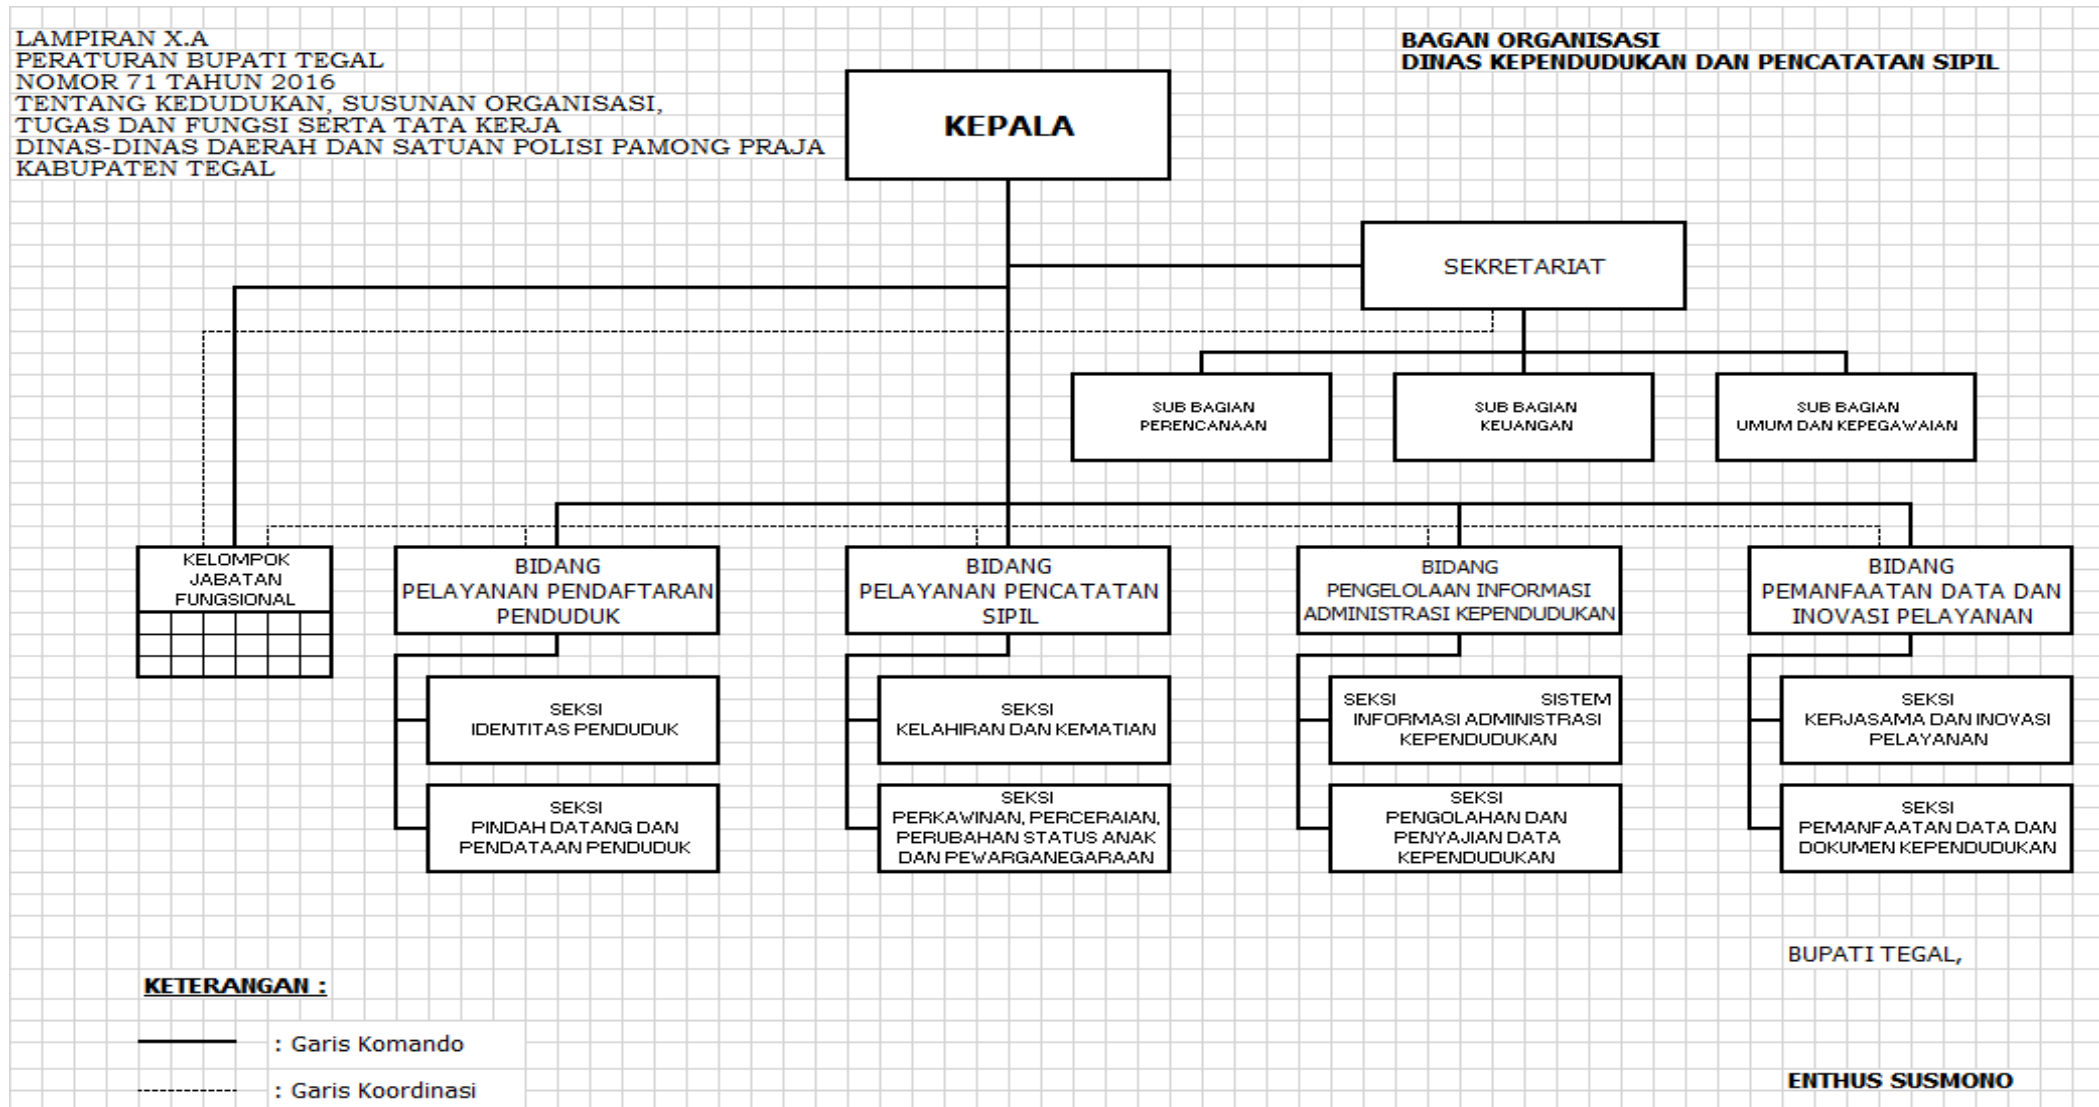 LAMPIRAN X.A
PERATURAN BUPATI TEGAL
NOMOR 71 TAHUN 2016
TENTANG KEDUDUKAN, SUSUNAN ORGANISASI,
TUGAS DAN FUNGSI SERTA TATA KERJA
DINAS-DINAS DAERAH DAN SATUAN POLISI PAMONG PRAJA
KABUPATEN TEGAL
BAGAN ORGANISASI
DINAS KEPENDUDUKAN DAN PENCATATAN SIPIL
KEPALA
SEKRETARIAT
SUB BAGIAN
PERENCANAAN
SUB BAGIAN
KEUANGAN
SUB BAGIAN
UMUM DAN KEPEGAWAIAN
KELOMPOK
JABATAN
FUNGSIONAL
BIDANG
PELAYANAN PENDAFTARAN
PENDUDUK
BIDANG
PELAYANAN PENCATATAN
SIPIL
BIDANG
PENGELOLAAN INFORMASI
ADMINISTRASI KEPENDUDUKAN
BIDANG
PEMANFAATAN DATA DAN
INOVASI PELAYANAN
SEKSI
IDENTITAS PENDUDUK
SEKSI
KELAHIRAN DAN KEMATIAN
SEKSI SISTEM
INFORMASI ADMINISTRASI
KEPENDUDUKAN
SEKSI
KERJASAMA DAN INOVASI
PELAYANAN
SEKSI
PINDAH DATANG DAN
PENDATAAN PENDUDUK
SEKSI
PERKAWINAN, PERCERAIAN,
PERUBAHAN STATUS ANAK
DAN PEWARGANEGARAAN
SEKSI
PENGOLAHAN DAN
PENYAJIAN DATA
KEPENDUDUKAN
SEKSI
PEMANFAATAN DATA DAN
DOKUMEN KEPENDUDUKAN
BUPATI TEGAL,
ENTHUS SUSMONO
KETERANGAN :
: Garis Komando
: Garis Koordinasi